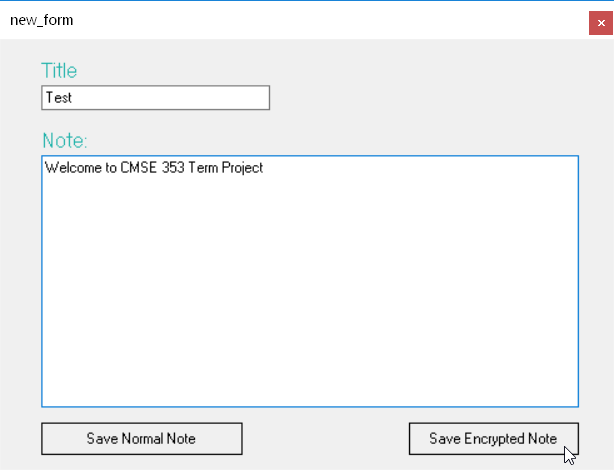 new_form
Title
Test
Note:
Welcome to CMSE 353 Term Project
Save Normal Note
Save Encrypted Note